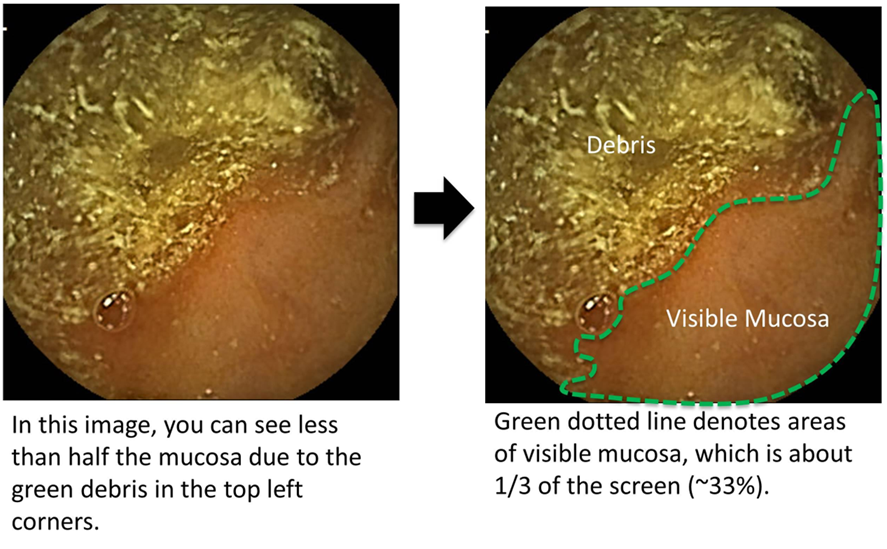 Debris
Visible Mucosa
In this image, you can see less
than half the mucosa due to the
green debris in the top left
corners.
Green dotted line denotes areas
of visible mucosa, which is about
1/3 of the screen (~33%).